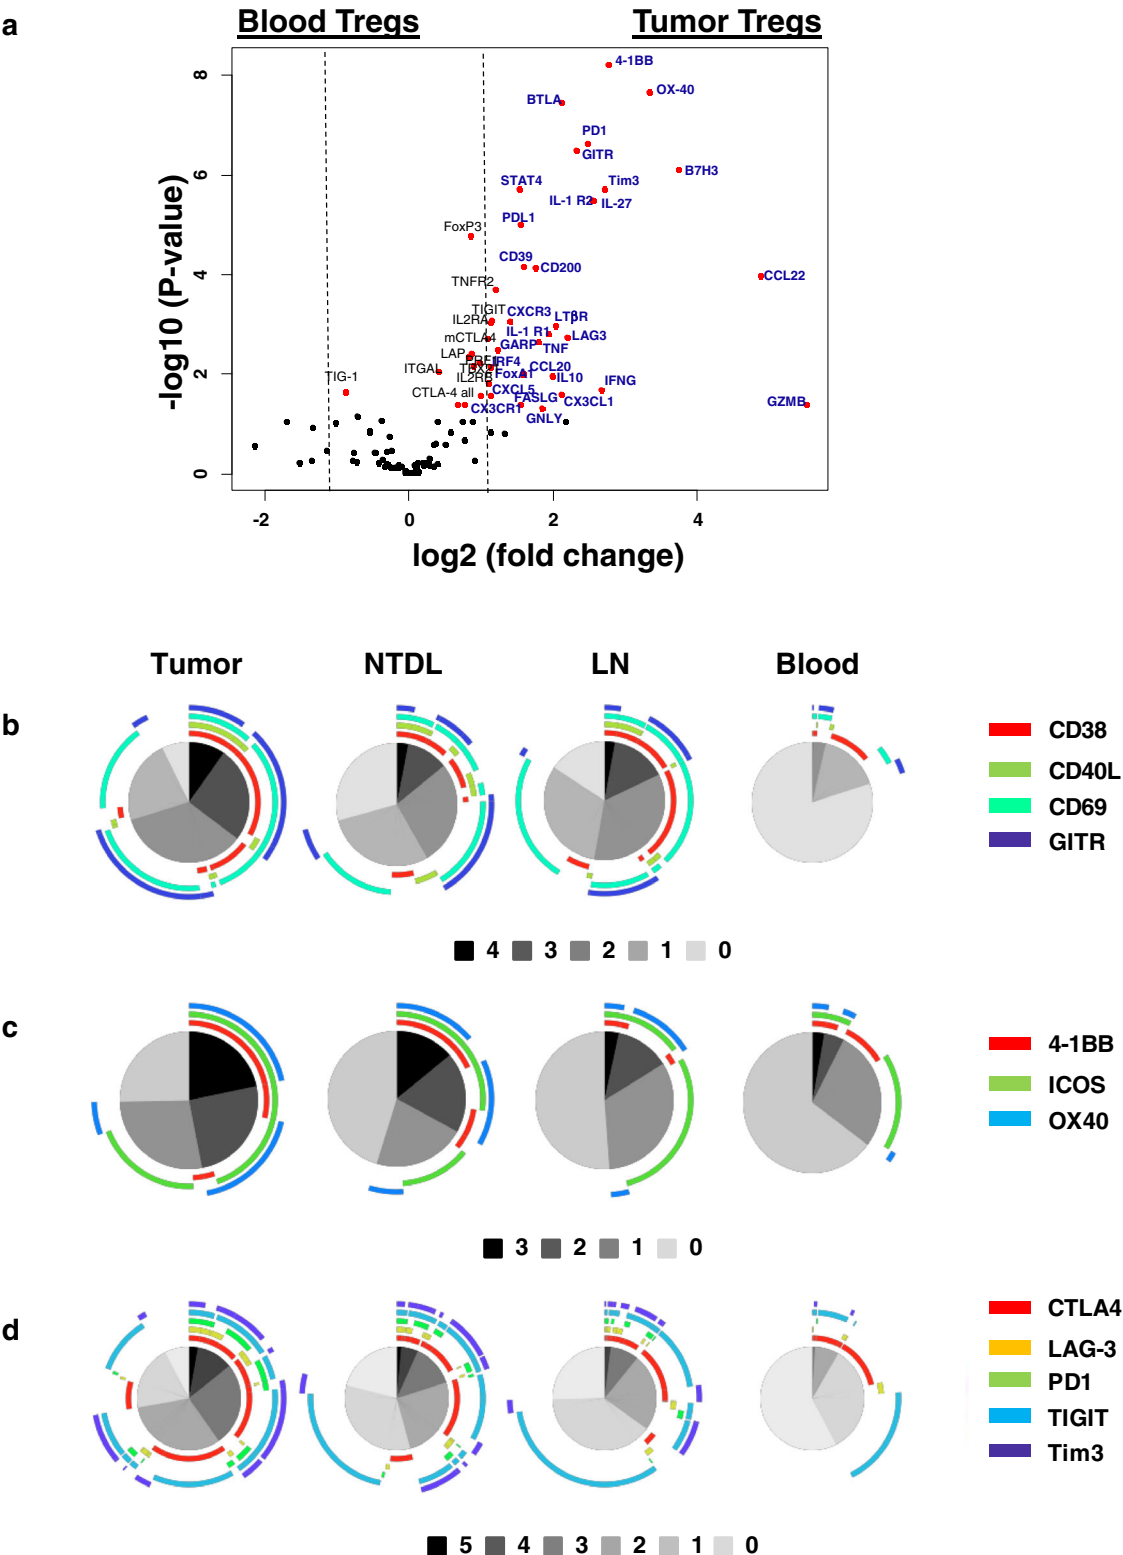 a
Blood Tregs
Tumor Tregs
8
6
4
2
0
-log10 (P-value)
4-1BB
OX-40
BTLA
PD1
GITR
B7H3
STAT4
Tim3
IL-1 R2
IL-27
PDL1
FoxP3
CD39
CD200
CCL22
TNFR2
TIGIT
CXCR3
LTβR
IL2RA
IL-1 R1
LAG3
mCTLA4
GARP
TNF
LAP
IRF4
CCL20
ITGAL
FoxA1
IL10
IFNG
TIG-1
IL2RB
CTLA-4 all
CXCL5
FASLG
CX3CL1
GZMB
CX3CR1
GNLY
-2
0
2
4
log2 (fold change)
Tumor
NTDL
LN
Blood
b
CD38
CD40L
CD69
GITR
4 3 2 1 0
c
4-1BB
ICOS
OX40
3 2 1 0
d
CTLA4
LAG-3
PD1
TIGIT
Tim3
5 4 3 2 1 0